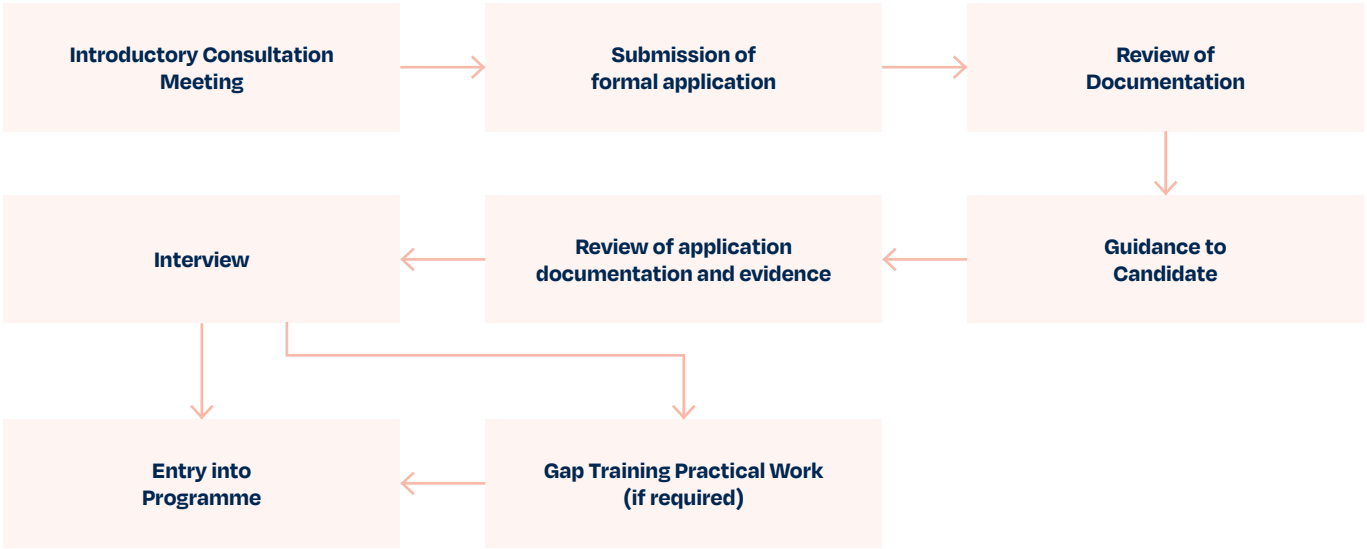 Introductory Consultation
Meeting
Submission of
formal application
Review of
Documentation
Guidance to
Candidate
Review of application
documentation and evidence
Interview
Entry into
Programme
Gap Training Practical Work
(if required)